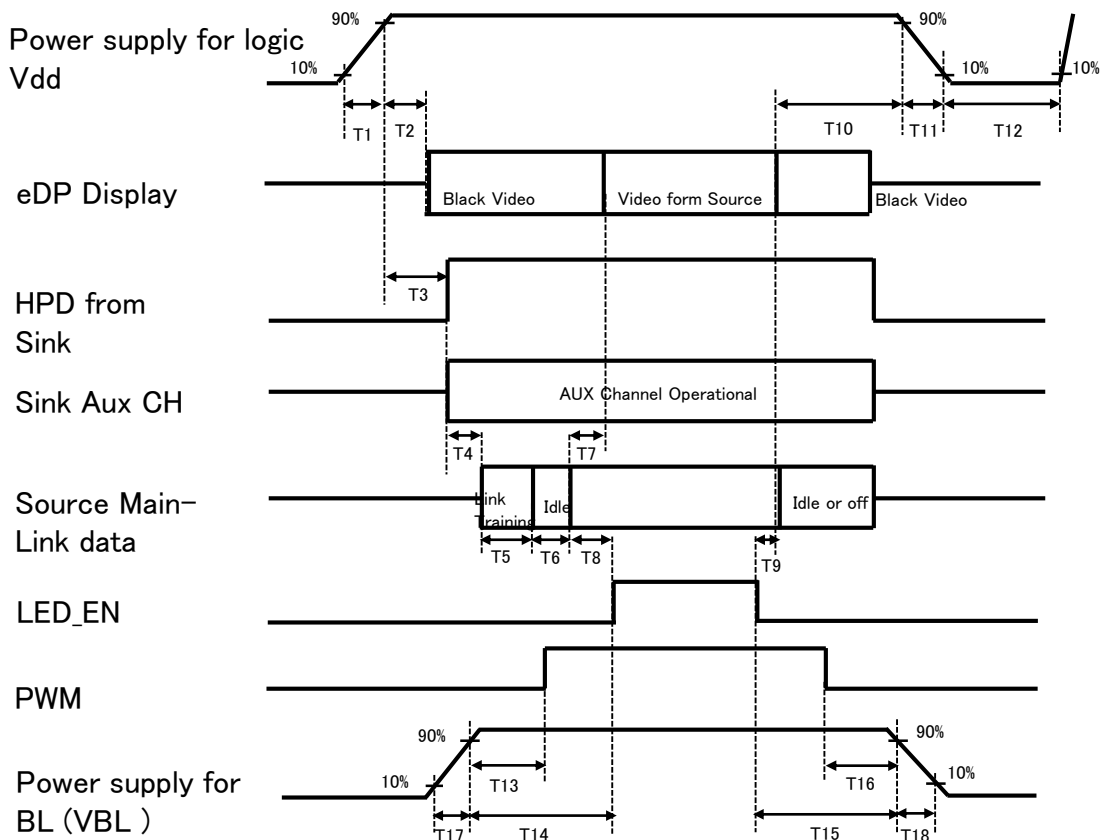 90%
90%
Power supply for logic
Vdd
10%
10%
10%
T1
T2
T10
T11
T12
eDP Display
Black Video
Video form Source
Black Video
T3
HPD from
Sink
Sink Aux CH
AUX Channel Operational
T4
T7
Source Main-
Link data
Link
Training
Idle
Idle or off
T5
T6
T8
T9
LED_EN
PWM
90%
90%
10%
10%
T13
T16
Power supply for
BL (VBL )
T17
T14
T15
T18